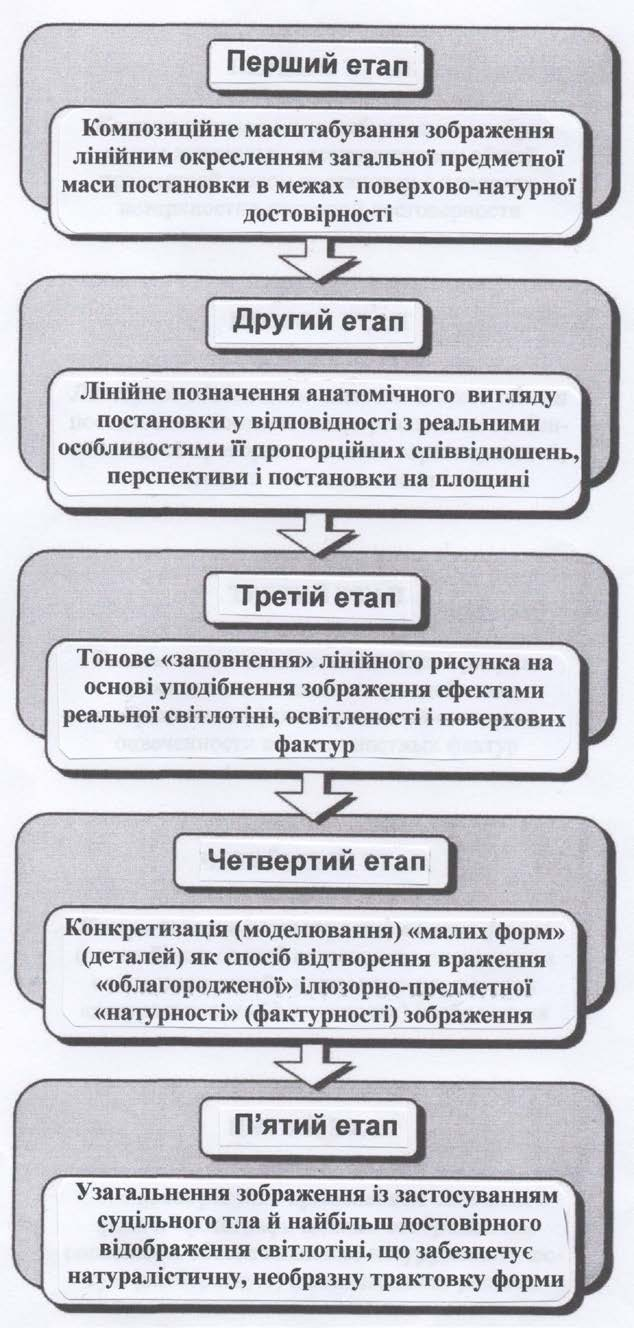 Перший етап
Композиційне масштабування зображення
лінійним окресленням загальної предметної
маси постановки в межах поверхово-натурної
достовірності
Другий етап
Лінійне позначення анатомічного вигляду
постановки у відповідності з реальними
особливостями її пропорційних співвідношень,
перспективи і постановки на площині
Третій етап
Тонове «заповнення» лінійного рисунка на
основі уподібнення зображення ефектами
реальної світлотіні, освітленості і поверхових
фактур
Четвертий етап
Конкретизація (моделювання) «малих форм»
(деталей) як спосіб відтворення враження
«облагородженої» ілюзорно-предметної
«натурності» (фактурності) зображення
П’ятий етап
Узагальнення зображення із застосуванням
суцільного тла й найбільш достовірного
відображення світлотіні, що забезпечує
натуралістичну, необразну трактовку форми